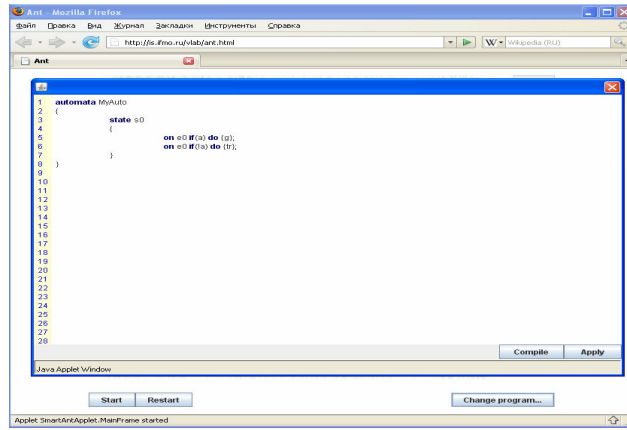 Ant - Mozilla Firefox
Файл Правка Вид Журнал Закладки Инструменты Справка
http://is.ifmo.ru/vlab/ant.html W Wikipedia (RU)
Ant
1 automata MyAuto
2 {
3 state s0
4 {
5 on e0 if(a) do {g};
6 on e0 if(!a) do {tr};
7 }
8 }
9
10
11
12
13
14
15
16
17
18
19
20
21
22
23
24
25
26
27
28
Compile Apply
Java Applet Window
Start Restart Change program...
Applet SmartAntApplet.MainFrame started